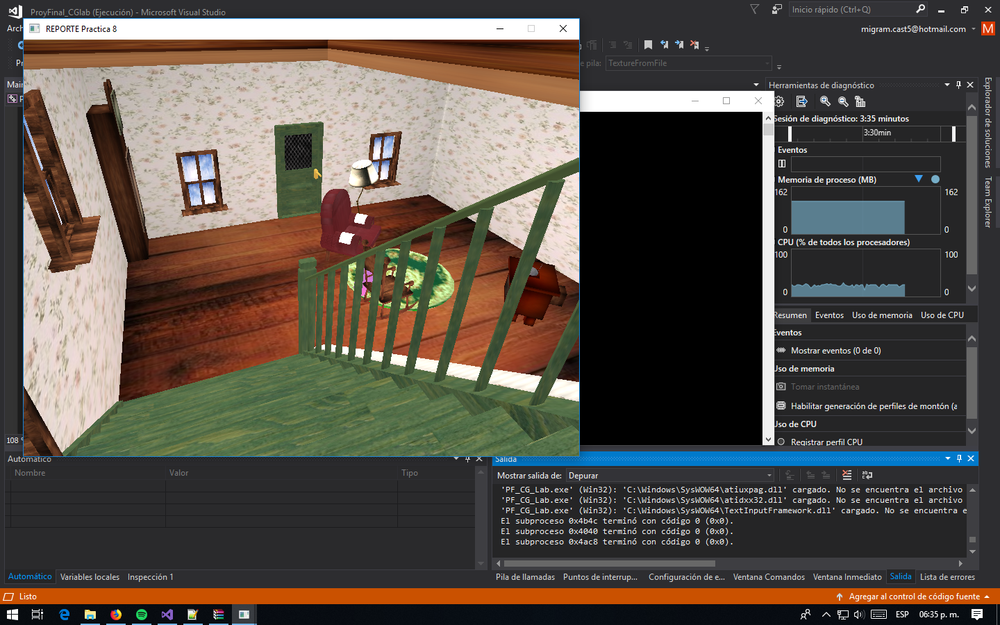 ProyFinal_CGlab (Ejecución) - Microsoft Visual Studio
Inicio rápido (Ctrl+Q)
REPORTE Practica 8
migram.cast5@hotmail.com
M
e pila:
TextureFromFile
Herramientas de diagnóstico
Sesión de diagnóstico: 3:35 minutos
3:30min
Eventos
Memoria de proceso (MB)
162
162
0
0
CPU (% de todos los procesadores)
100
100
0
0
Resumen
Eventos
Uso de memoria
Uso de CPU
Eventos
Mostrar eventos (0 de 0)
Uso de memoria
Tomar instantánea
Habilitar generación de perfiles de montón (a
Uso de CPU
Registrar perfil CPU
Explorador de soluciones
Team Explorer
108
Automático
Nombre
Valor
Tipo
Automático
Variables locales
Inspección 1
Salida
Mostrar salida de:
Depurar
'PF_CG_Lab.exe' (Win32): 'C:\Windows\SysWOW64\atiuxpag.dll' cargado. No se encuentra el archivo
'PF_CG_Lab.exe' (Win32): 'C:\Windows\SysWOW64\atidxx32.dll' cargado. No se encuentra el archivo
'PF_CG_Lab.exe' (Win32): 'C:\Windows\SysWOW64\TextInputFramework.dll' cargado. No se encuentra e
El subproceso 0x4b4c terminó con código 0 (0x0).
El subproceso 0x4040 terminó con código 0 (0x0).
El subproceso 0x4ac8 terminó con código 0 (0x0).
Pila de llamadas
Puntos de interrup...
Configuración de e...
Ventana Comandos
Ventana Inmediato
Salida
Lista de errores
Listo
Agregar al control de código fuente
ESP
06:35 p. m.